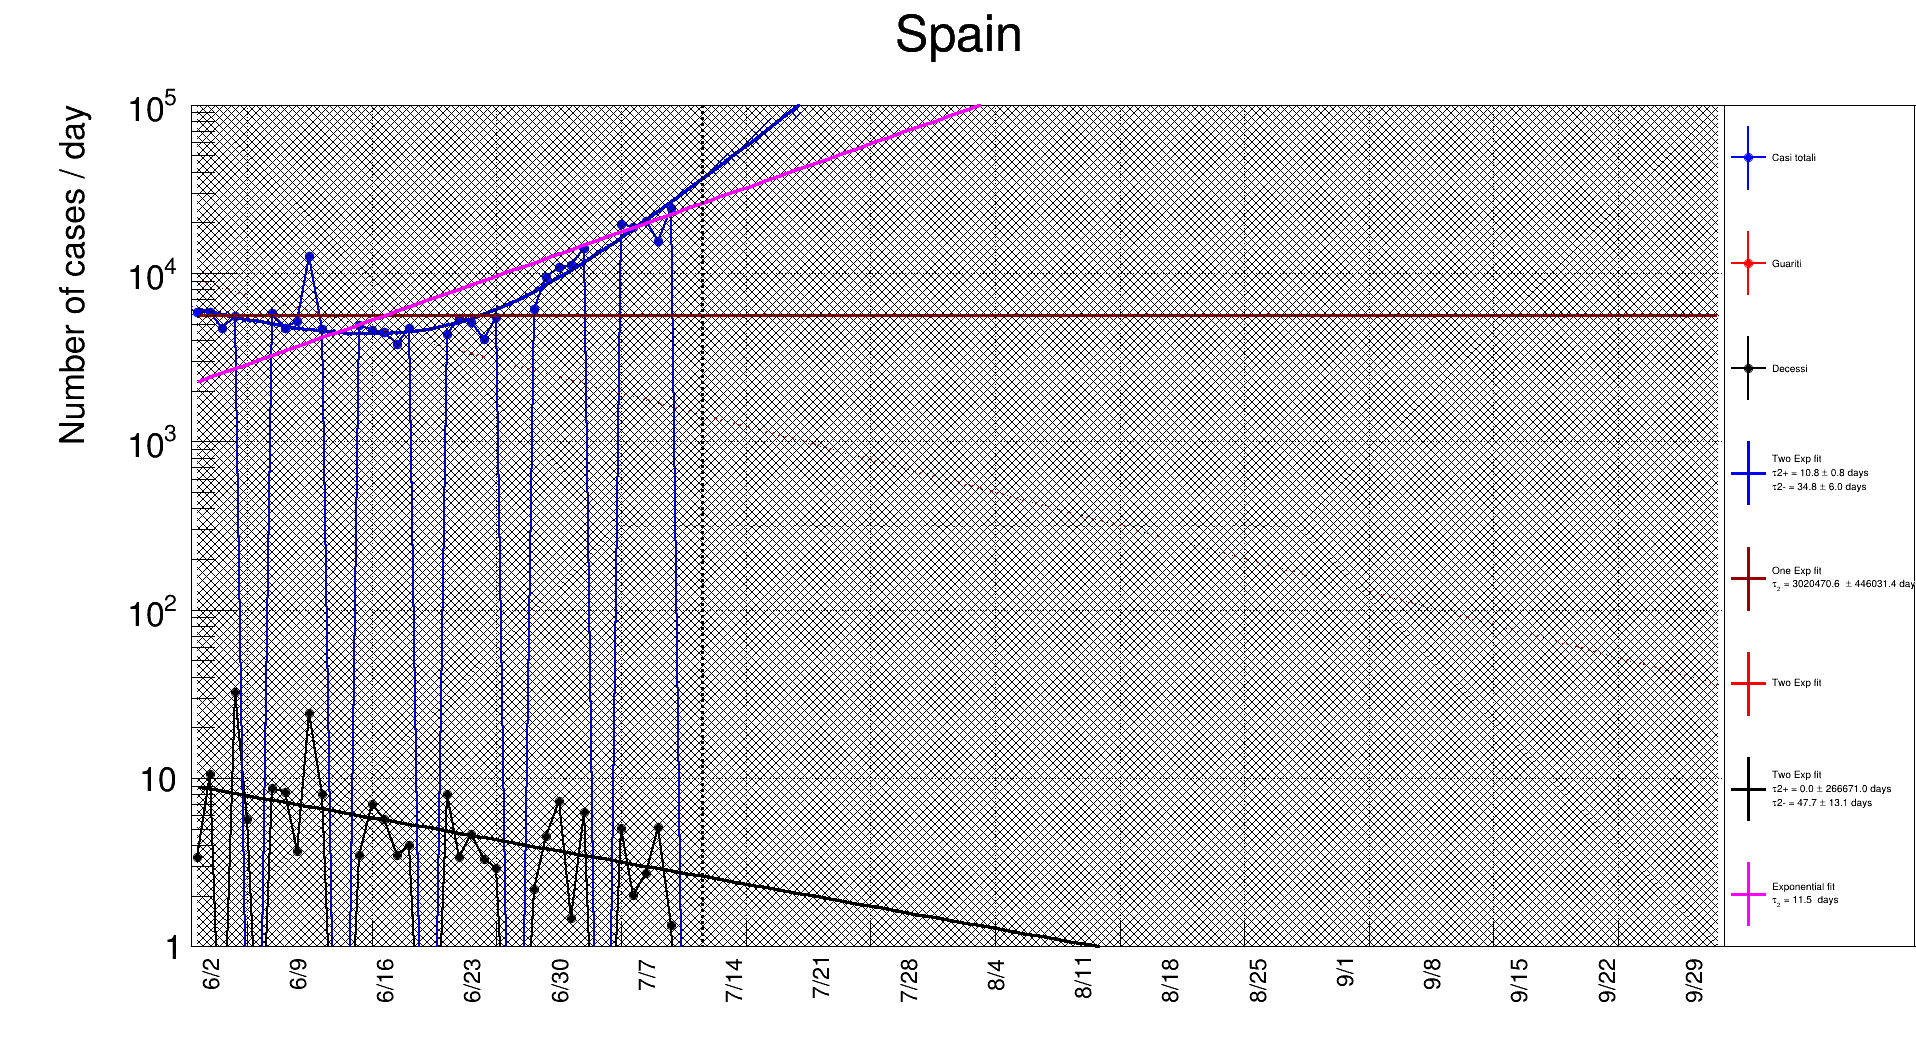 Spain
Number of cases / day
10^5
10^4
10^3
10^2
10
1
6/2
6/9
6/16
6/23
6/30
7/7
7/14
7/21
7/28
8/4
8/11
8/18
8/25
9/1
9/8
9/15
9/22
9/29
Casi totali
Guariti
Decessi
Two Exp fit
τ2+ = 10.8 ± 0.8 days
τ2- = 34.8 ± 6.0 days
One Exp fit
τ₂ = 3020470.6 ± 446031.4 day
Two Exp fit
Two Exp fit
τ2+ = 0.0 ± 266671.0 days
τ2- = 47.7 ± 13.1 days
Exponential fit
τ₂ = 11.5 days